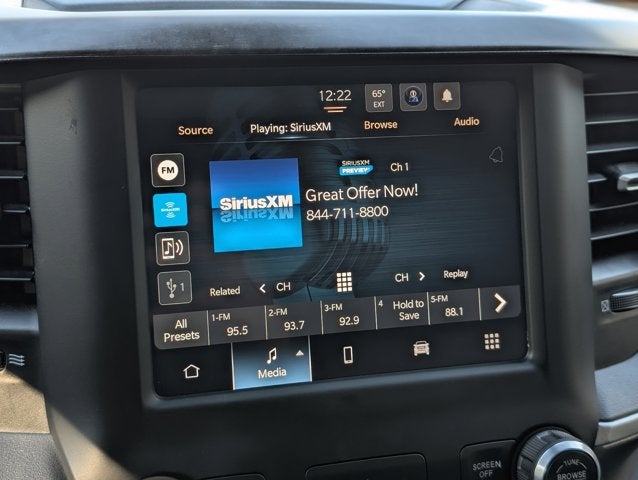 12:22
65°
EXT
Source Playing: SiriusXM Browse Audio
FM
SIRIUSXM
PREVIEW
Ch 1
SiriusXM
Great Offer Now!
844-711-8800
SiriusXM
1
Related CH CH Replay
All Presets
1-FM
95.5
2-FM
93.7
3-FM
92.9
4
Hold to
Save
5-FM
88.1
Media
SCREEN
OFF
TUNE
BROWSE